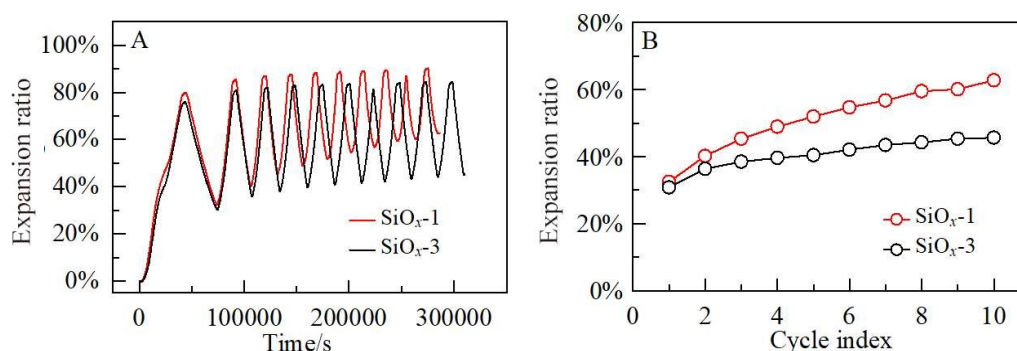 A
Expansion ratio
100%
80%
60%
40%
20%
0%
SiOx-1
SiOx-3
0
100000
200000
300000
Time/s
B
Expansion ratio
80%
60%
40%
20%
0%
SiOx-1
SiOx-3
0
2
4
6
8
10
Cycle index